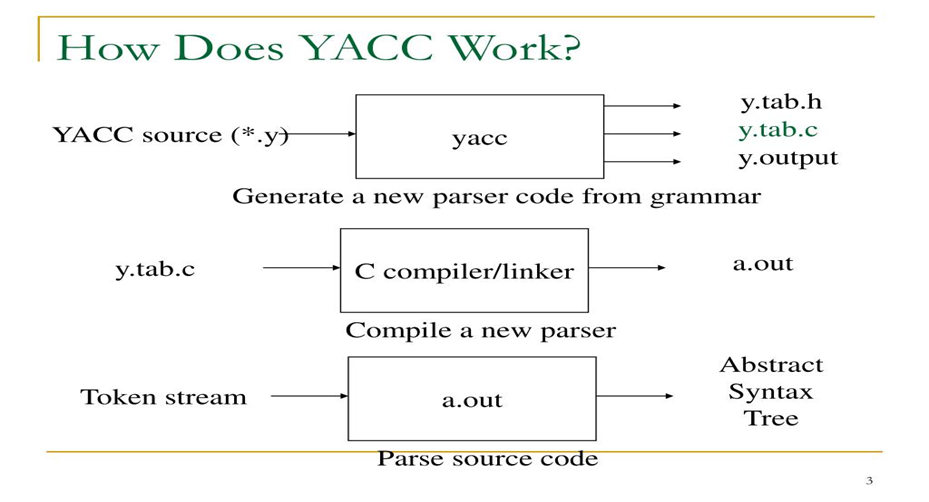 How Does YACC Work?
YACC source (*.y)
yacc
y.tab.h
y.tab.c
y.output
Generate a new parser code from grammar
y.tab.c
C compiler/linker
a.out
Compile a new parser
Token stream
a.out
Abstract
Syntax
Tree
Parse source code
3